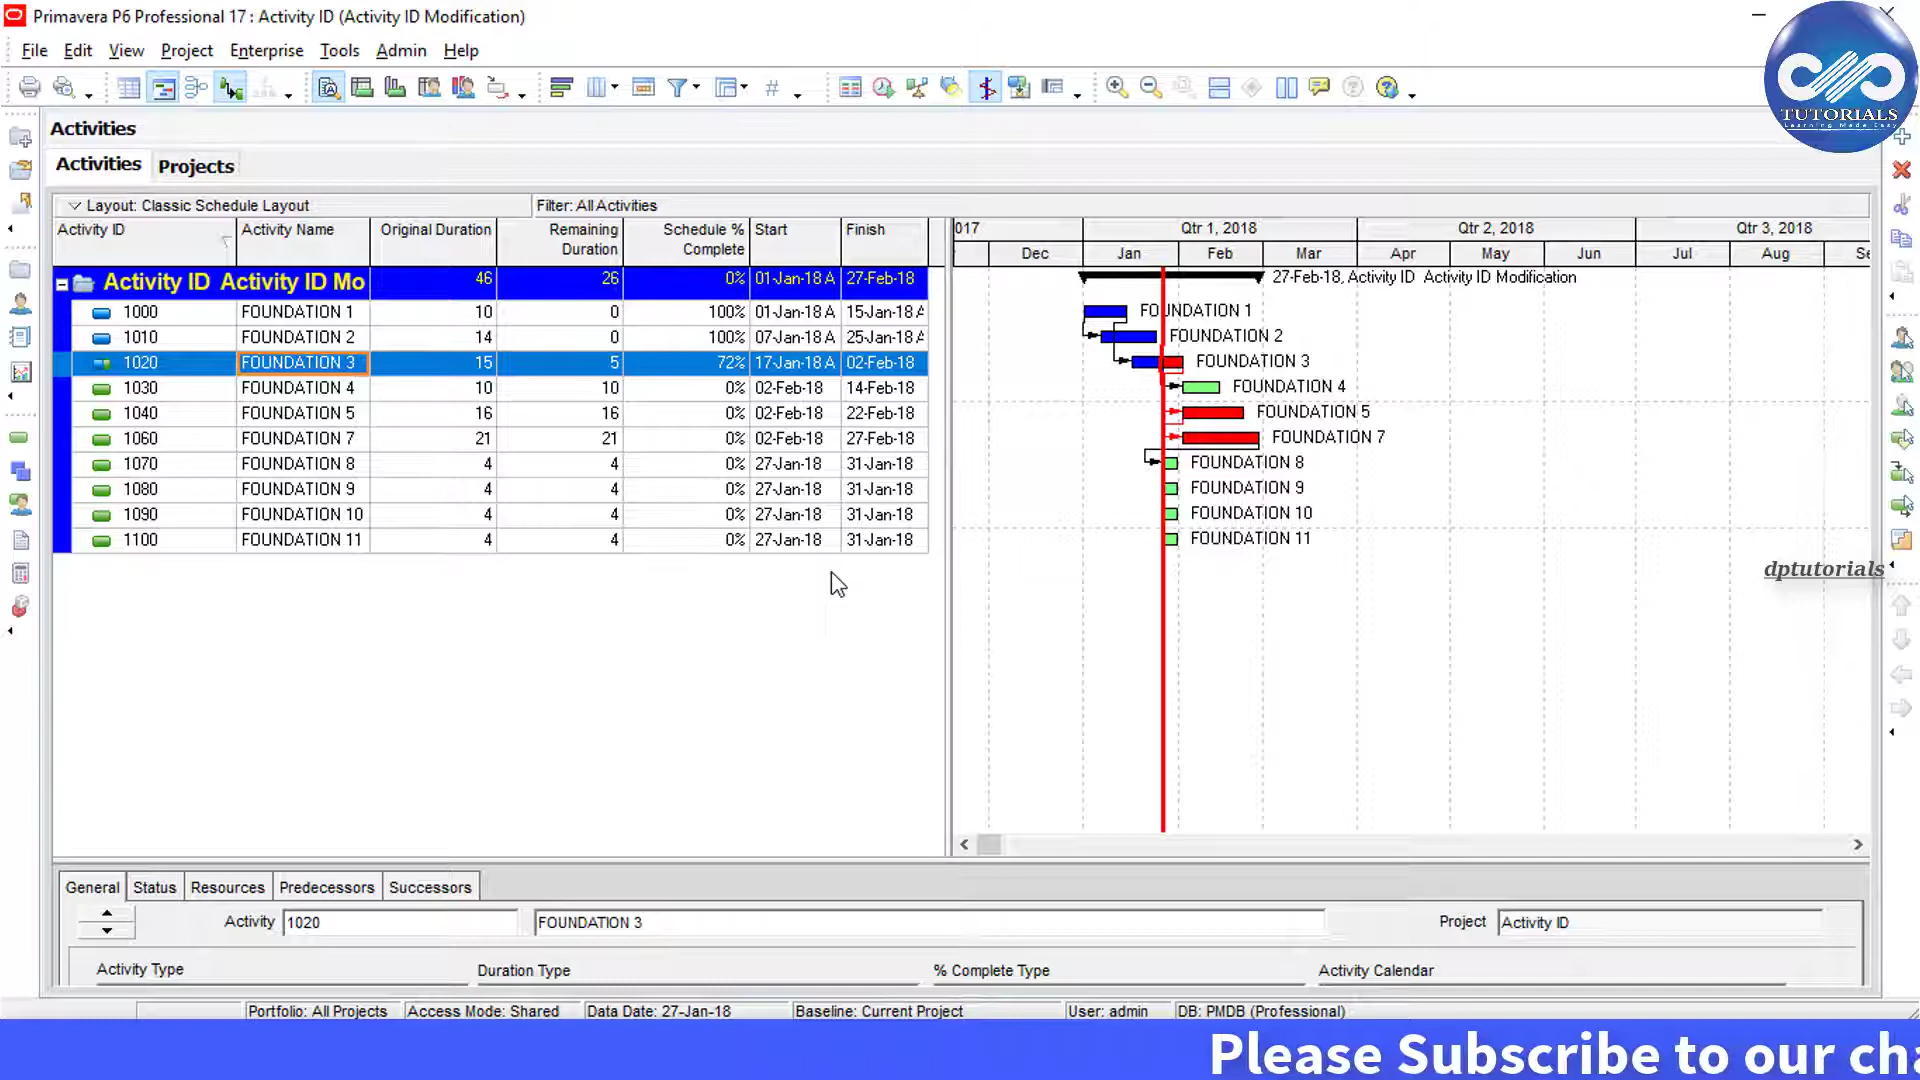 Primavera P6 Professional 17 : Activity ID (Activity ID Modification)
File Edit View Project Enterprise Tools Admin Help
TUTORIALS
Learning Made Easy
Activities
Activities Projects
Layout: Classic Schedule Layout Filter: All Activities
Activity ID Activity Name Original Duration Remaining Duration Schedule % Complete Start Finish
017 Qtr 1, 2018 Qtr 2, 2018 Qtr 3, 2018
Dec Jan Feb Mar Apr May Jun Jul Aug Se
Activity ID Activity ID Mo 46 26 0% 01-Jan-18 A 27-Feb-18 27-Feb-18, Activity ID Activity ID Modification
1000 FOUNDATION 1 10 0 100% 01-Jan-18 A 15-Jan-18 A FOUNDATION 1
1010 FOUNDATION 2 14 0 100% 07-Jan-18 A 25-Jan-18 A FOUNDATION 2
1020 FOUNDATION 3 15 5 72% 17-Jan-18 A 02-Feb-18 FOUNDATION 3
1030 FOUNDATION 4 10 10 0% 02-Feb-18 14-Feb-18 FOUNDATION 4
1040 FOUNDATION 5 16 16 0% 02-Feb-18 22-Feb-18 FOUNDATION 5
1060 FOUNDATION 7 21 21 0% 02-Feb-18 27-Feb-18 FOUNDATION 7
1070 FOUNDATION 8 4 4 0% 27-Jan-18 31-Jan-18 FOUNDATION 8
1080 FOUNDATION 9 4 4 0% 27-Jan-18 31-Jan-18 FOUNDATION 9
1090 FOUNDATION 10 4 4 0% 27-Jan-18 31-Jan-18 FOUNDATION 10
1100 FOUNDATION 11 4 4 0% 27-Jan-18 31-Jan-18 FOUNDATION 11
dptutorials
General Status Resources Predecessors Successors
Activity 1020 FOUNDATION 3 Project Activity ID
Activity Type Duration Type % Complete Type Activity Calendar
Portfolio: All Projects Access Mode: Shared Data Date: 27-Jan-18 Baseline: Current Project User: admin DB: PMDB (Professional)
Please Subscribe to our cha